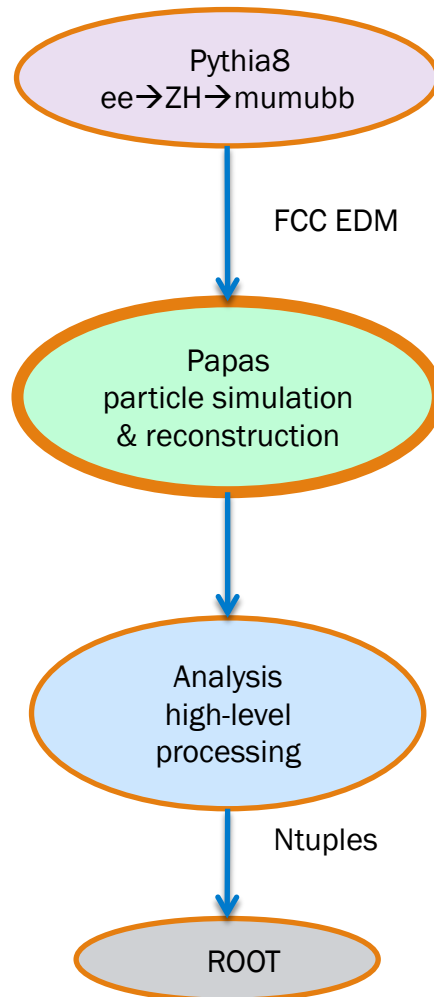 Pythia8
ee→ZH→mumubb
FCC EDM
Papas
particle simulation
& reconstruction
Analysis
high-level
processing
Ntuples
ROOT